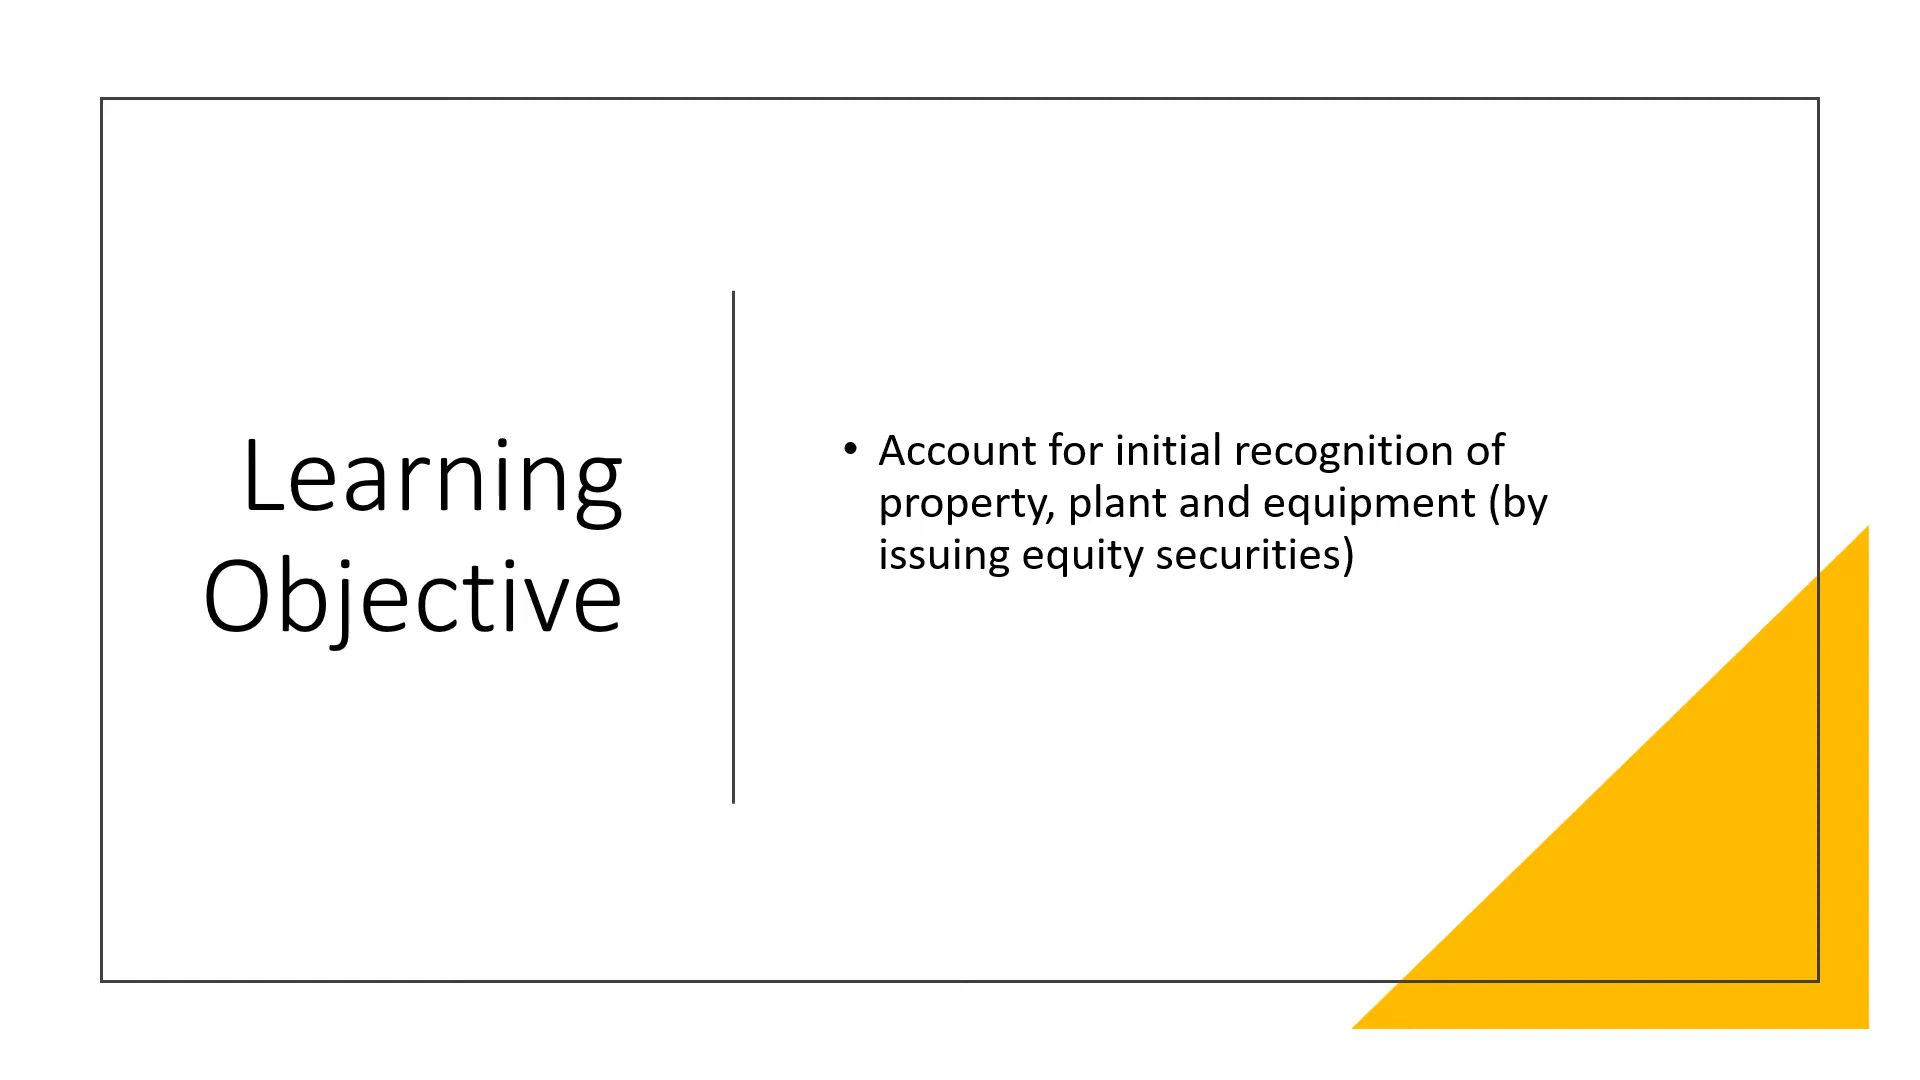 Learning
Objective
• Account for initial recognition of
property, plant and equipment (by
issuing equity securities)